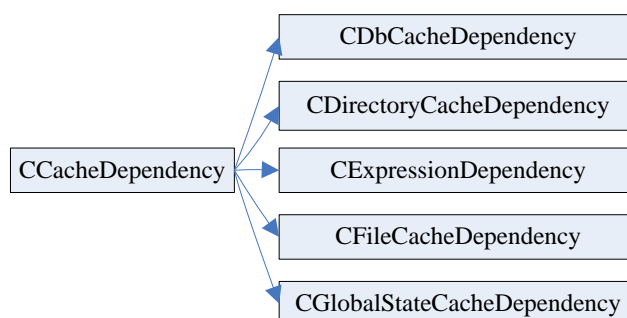 CDbCacheDependency
CDirectoryCacheDependency
CCacheDependency
CExpressionDependency
CFileCacheDependency
CGlobalStateCacheDependency